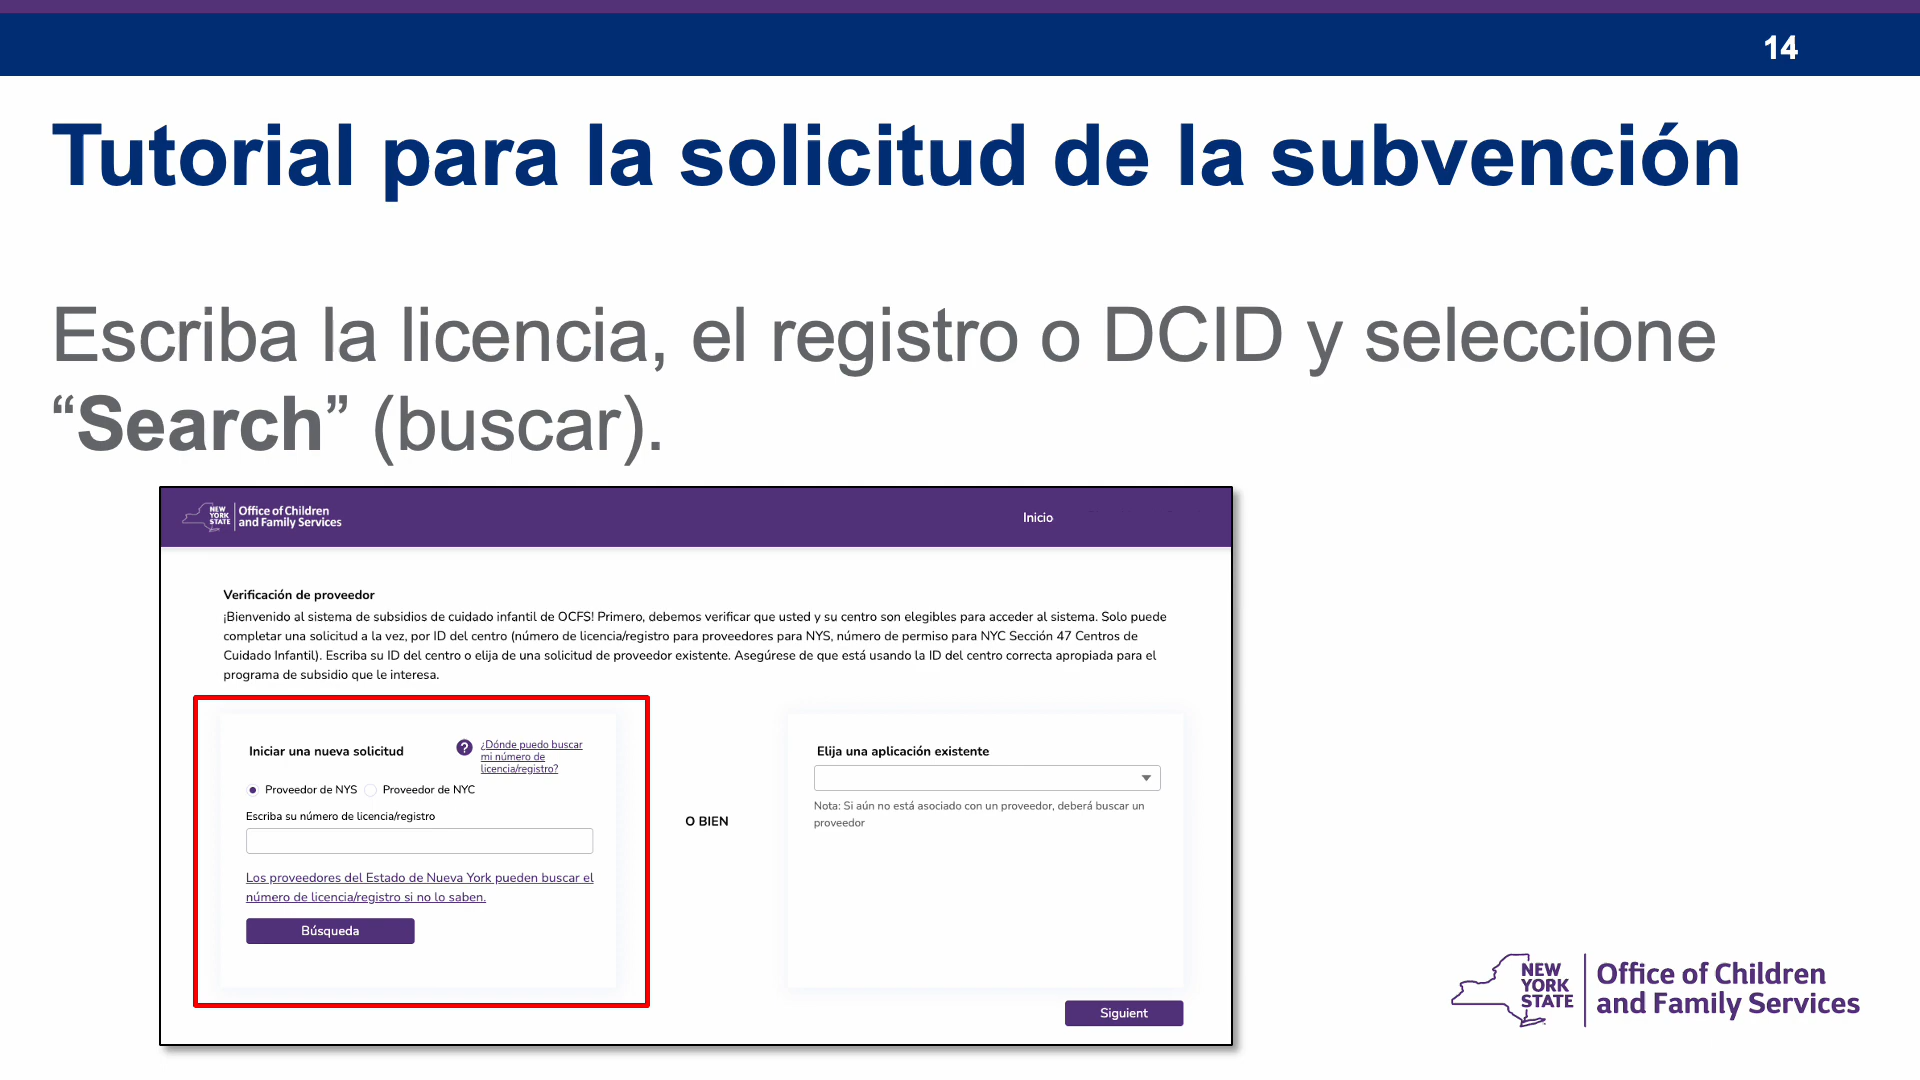 14
Tutorial para la solicitud de la subvención
Escriba la licencia, el registro o DCID y seleccione
“Search” (buscar).
NEW
YORK
STATE
Office of Children
and Family Services
Inicio
Verificación de proveedor
¡Bienvenido al sistema de subsidios de cuidado infantil de OCFS! Primero, debemos verificar que usted y su centro son elegibles para acceder al sistema. Solo puede
completar una solicitud a la vez, por ID del centro (número de licencia/registro para proveedores para NYS, número de permiso para NYC Sección 47 Centros de
Cuidado Infantil). Escriba su ID del centro o elija de una solicitud de proveedor existente. Asegúrese de que está usando la ID del centro correcta apropiada para el
programa de subsidio que le interesa.
Iniciar una nueva solicitud
?
¿Dónde puedo buscar
mi número de
licencia/registro?
Proveedor de NYS Proveedor de NYC
Escriba su número de licencia/registro
Los proveedores del Estado de Nueva York pueden buscar el
número de licencia/registro si no lo saben.
Búsqueda
O BIEN
Elija una aplicación existente
Nota: Si aún no está asociado con un proveedor, deberá buscar un
proveedor
Siguient
NEW
YORK
STATE
Office of Children
and Family Services